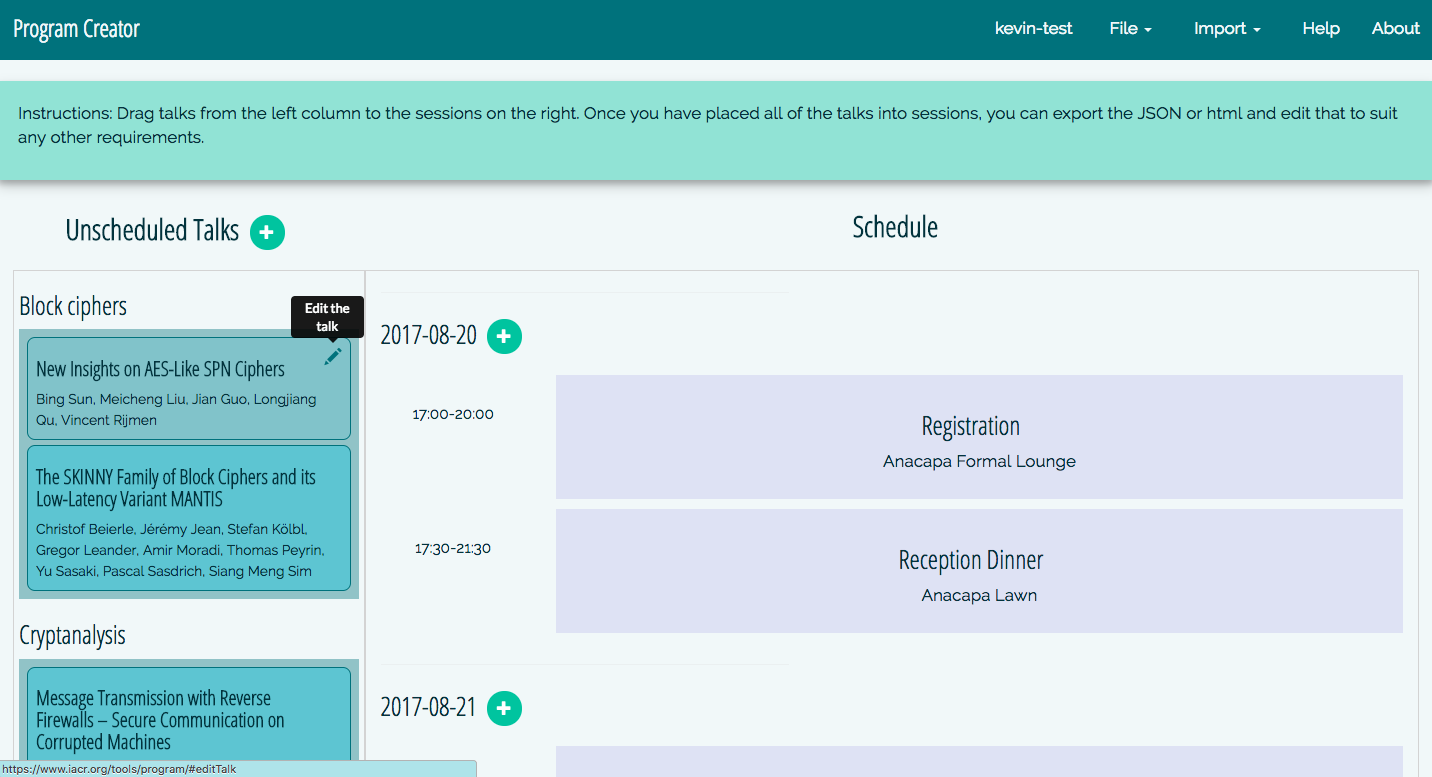 Program Creator
kevin-test
File
Import
Help
About
Instructions: Drag talks from the left column to the sessions on the right. Once you have placed all of the talks into sessions, you can export the JSON or html and edit that to suit
any other requirements.
Unscheduled Talks
Schedule
Block ciphers
Edit the
talk
New Insights on AES-Like SPN Ciphers
Bing Sun, Meicheng Liu, Jian Guo, Longjiang
Qu, Vincent Rijmen
The SKINNY Family of Block Ciphers and its
Low-Latency Variant MANTIS
Christof Beierle, Jérémy Jean, Stefan Kölbl,
Gregor Leander, Amir Moradi, Thomas Peyrin,
Yu Sasaki, Pascal Sasdrich, Siang Meng Sim
Cryptanalysis
Message Transmission with Reverse
Firewalls – Secure Communication on
Corrupted Machines
2017-08-20
17:00-20:00
Registration
Anacapa Formal Lounge
17:30-21:30
Reception Dinner
Anacapa Lawn
2017-08-21
https://www.iacr.org/tools/program/#editTalk